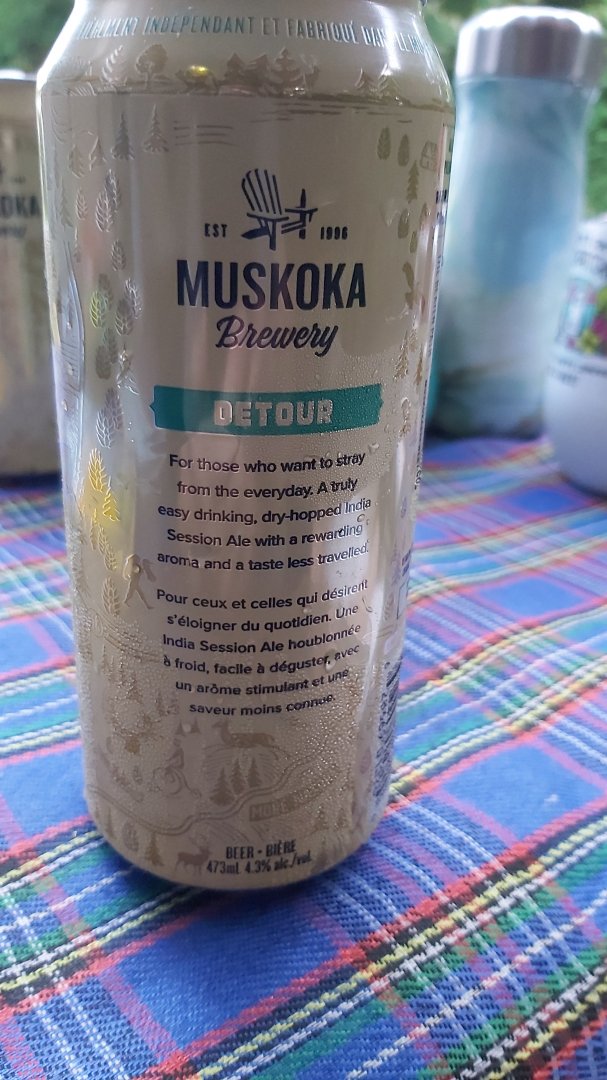 INDÉPENDANT ET FABRIQUÉ
EST 1996
MUSKOKA
Brewery
DETOUR
For those who want to stray
from the everyday. A truly
easy drinking, dry-hopped India
Session Ale with a rewarding
aroma and a taste less travelled.
Pour ceux et celles qui désirent
s'éloigner du quotidien. Une
India Session Ale houblonnée
à froid, facile à déguster, avec
un arôme stimulant et une
saveur moins connue.
BEER • BIÈRE
473mL 4.3% alc./vol.